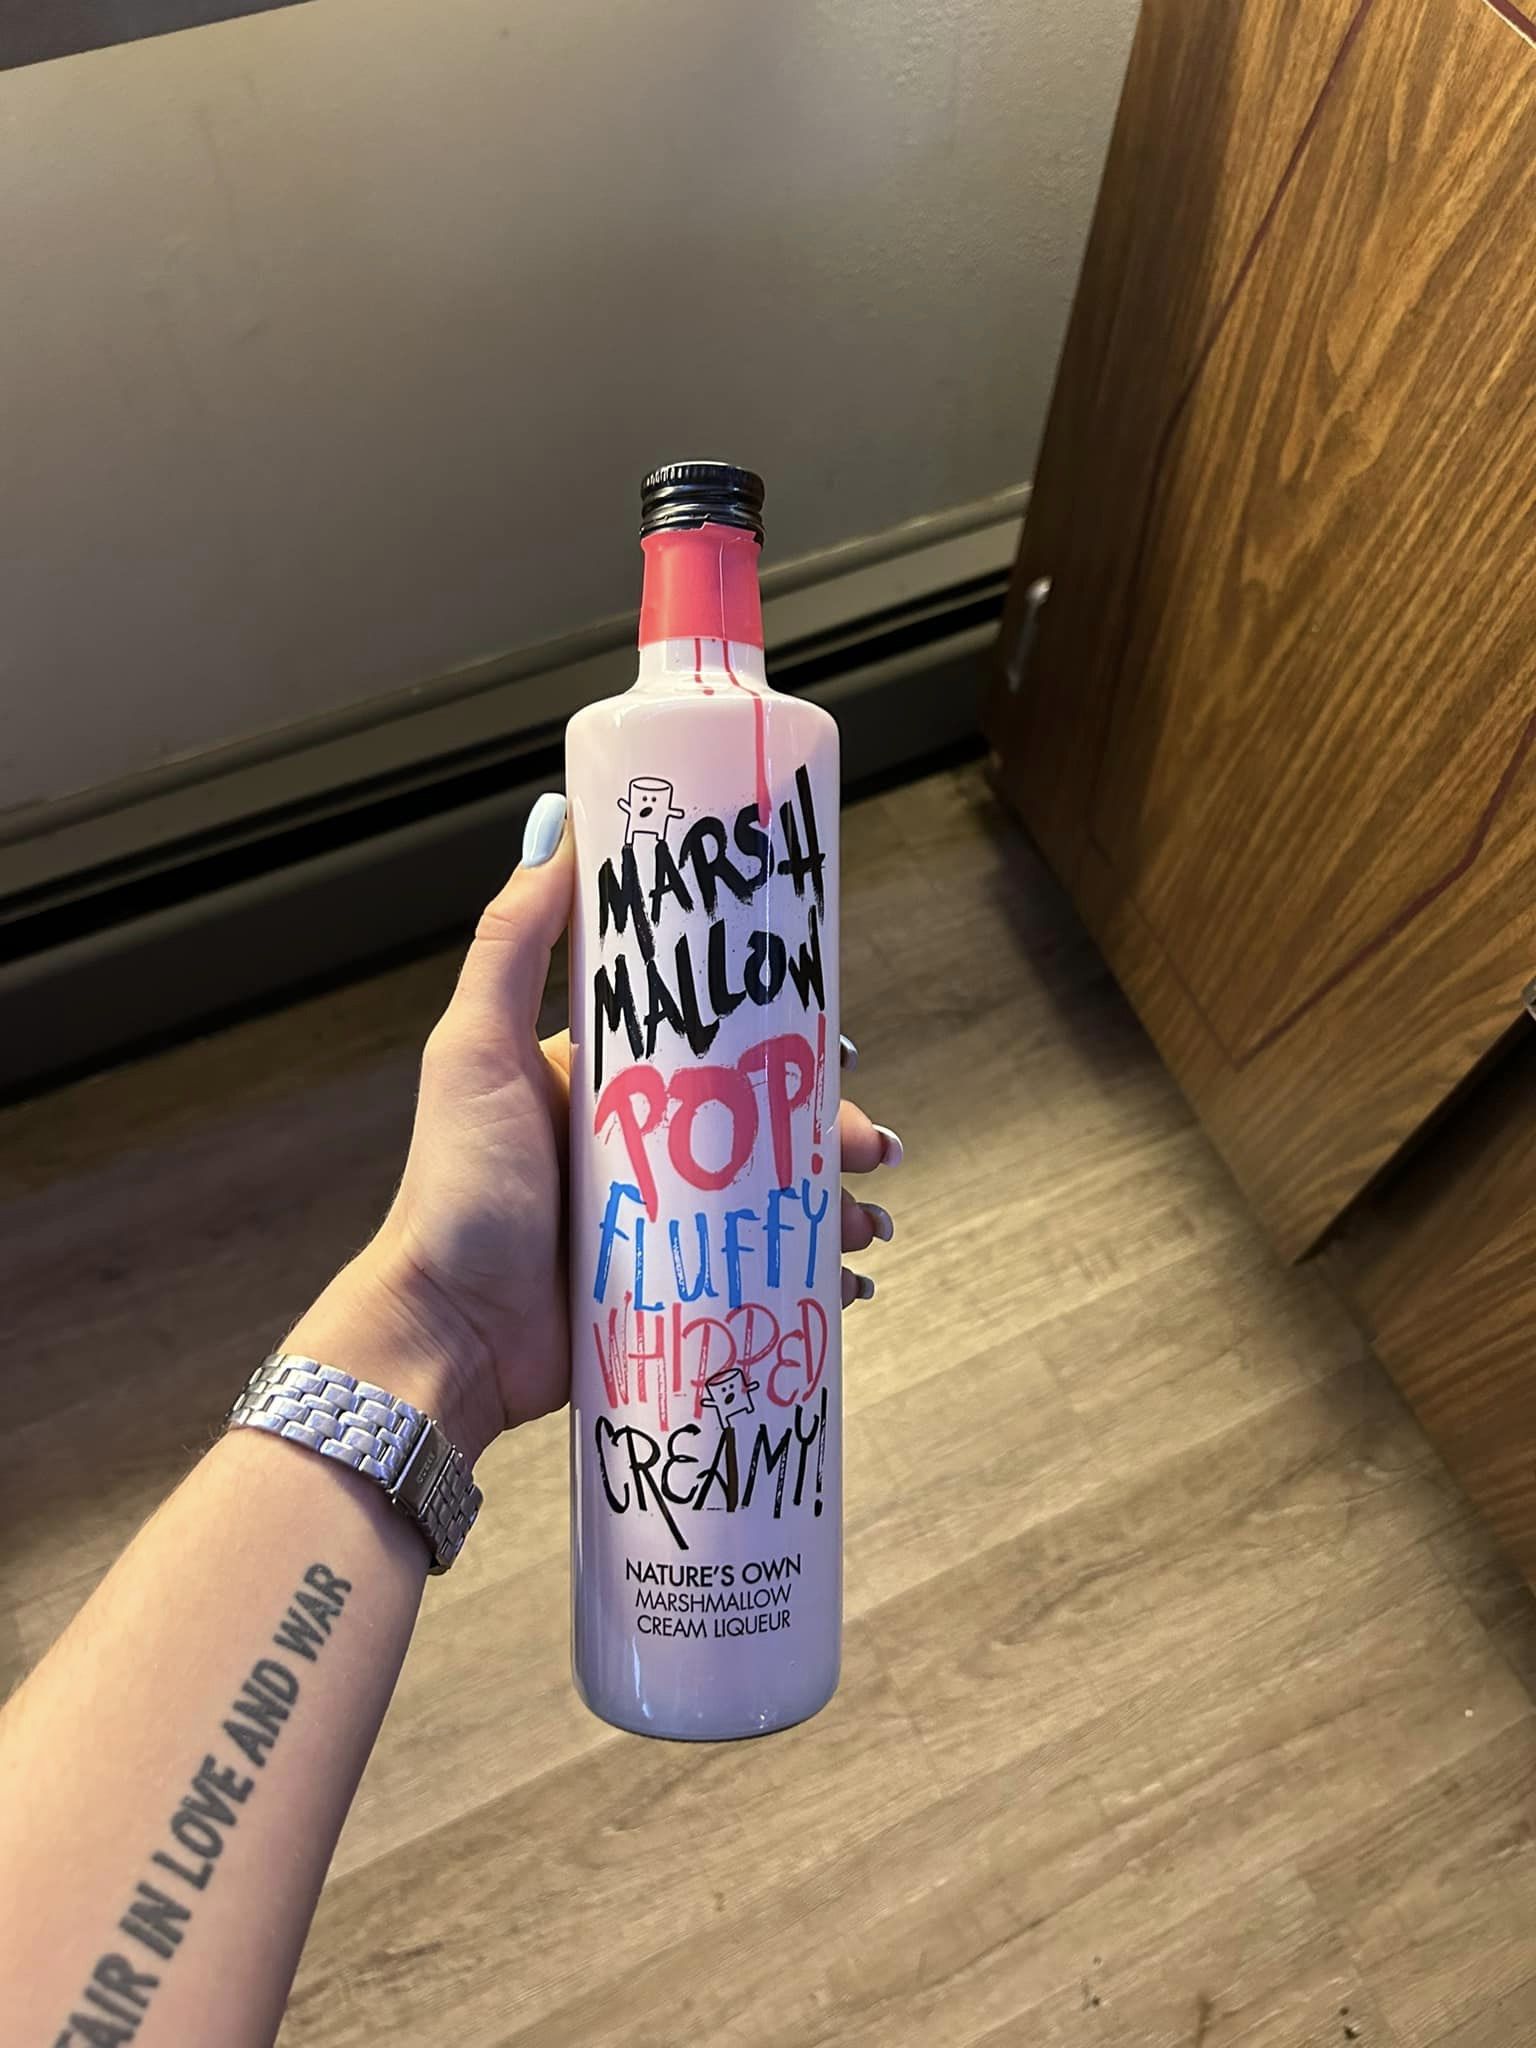 MARSH
MALLOW
POP!
FLUFFY
WHIPPED
CREAMY!
NATURE'S OWN
MARSHMALLOW
CREAM LIQUEUR
FAIR IN LOVE AND WAR